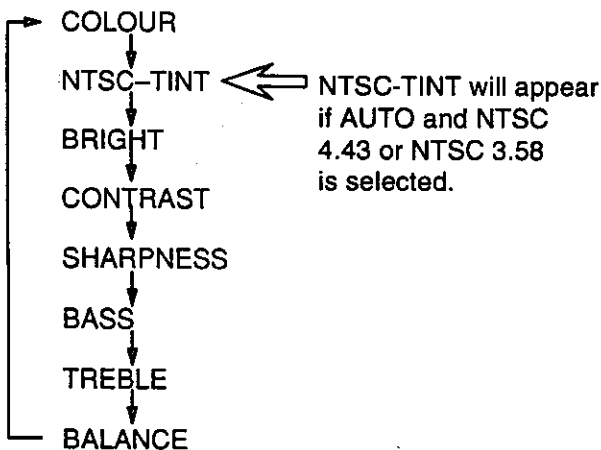 COLOUR
NTSC–TINT
NTSC-TINT will appear
if AUTO and NTSC
4.43 or NTSC 3.58
is selected.
BRIGHT
CONTRAST
SHARPNESS
BASS
TREBLE
BALANCE